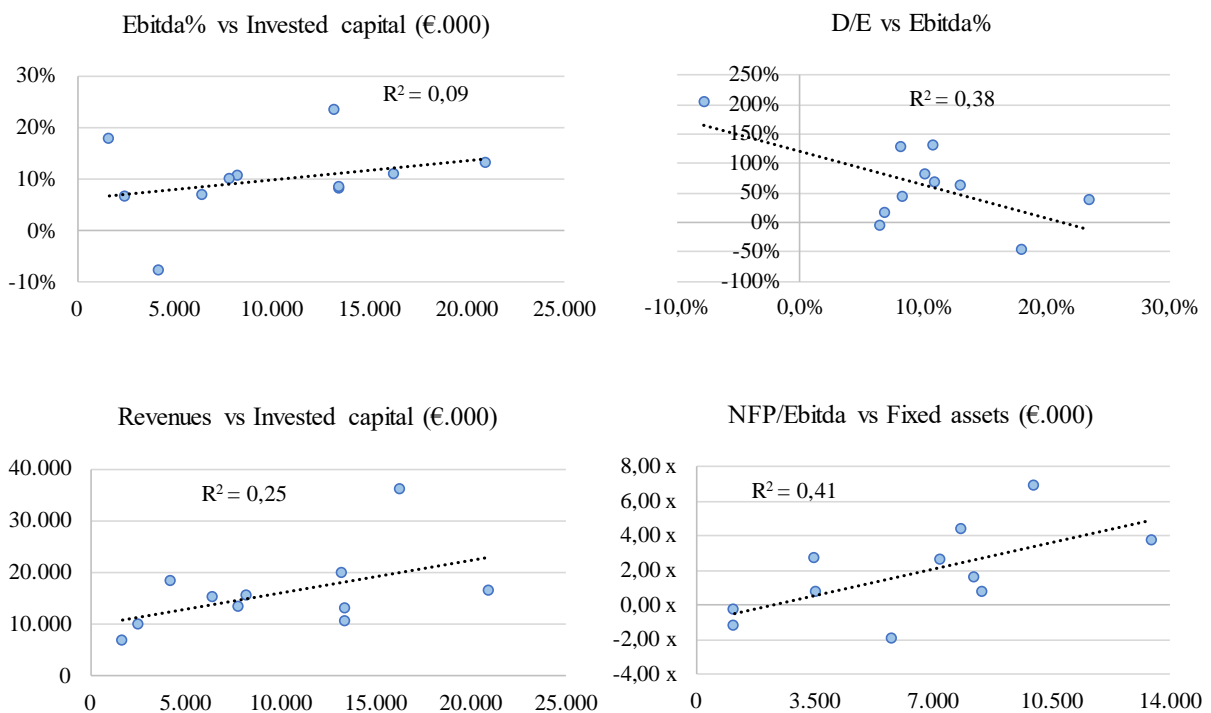 Ebitda% vs Invested capital (€.000)
30%
20%
10%
0%
-10%
R² = 0,09
0
5.000
10.000
15.000
20.000
25.000
D/E vs Ebitda%
250%
200%
150%
100%
50%
0%
-50%
-100%
R² = 0,38
-10,0%
0,0%
10,0%
20,0%
30,0%
Revenues vs Invested capital (€.000)
40.000
30.000
20.000
10.000
0
R² = 0,25
0
5.000
10.000
15.000
20.000
25.000
NFP/Ebitda vs Fixed assets (€.000)
8,00 x
6,00 x
4,00 x
2,00 x
0,00 x
-2,00 x
-4,00 x
R² = 0,41
0
3.500
7.000
10.500
14.000